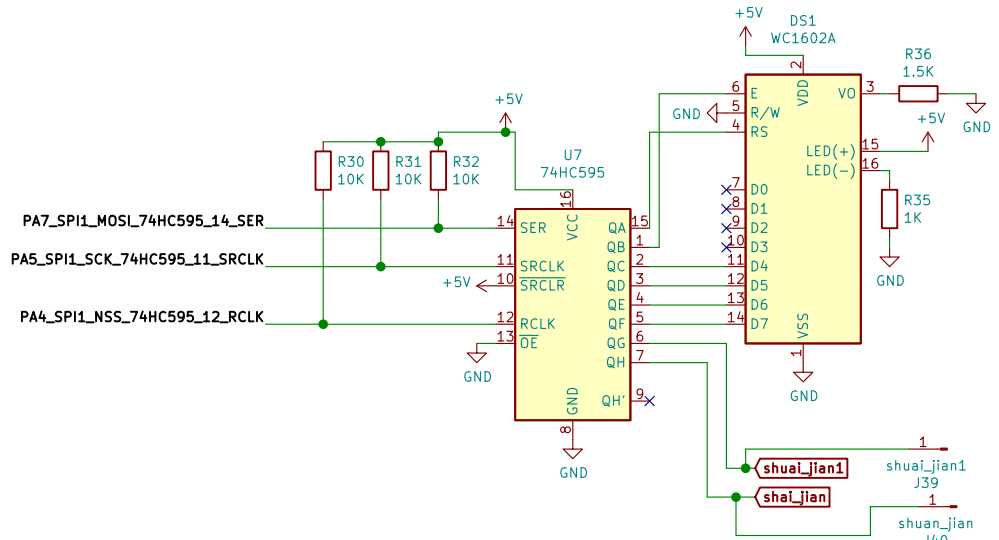 +5V
DS1
WC1602A
R36
1.5K
2
VDD
6
E
VO
3
GND
5
R/W
4
RS
GND
+5V
+5V
LED(+)
15
LED(-)
16
R30
10K
R31
10K
R32
10K
U7
74HC595
7
D0
8
D1
9
D2
10
D3
R35
1K
16
VCC
PA7_SPI1_MOSI_74HC595_14_SER
14
SER
QA
15
QB
1
PA5_SPI1_SCK_74HC595_11_SRCLK
11
SRCLK
QC
2
11
D4
+5V
10
SRCLR
QD
3
12
D5
GND
QE
4
13
D6
PA4_SPI1_NSS_74HC595_12_RCLK
12
RCLK
QF
5
14
D7
VSS
13
OE
QG
6
1
GND
QH
7
GND
GND
QH'
9
8
GND
shuai_jian1
1
shuai_jian1
J39
shai_jian
1
shuan_jian
J40